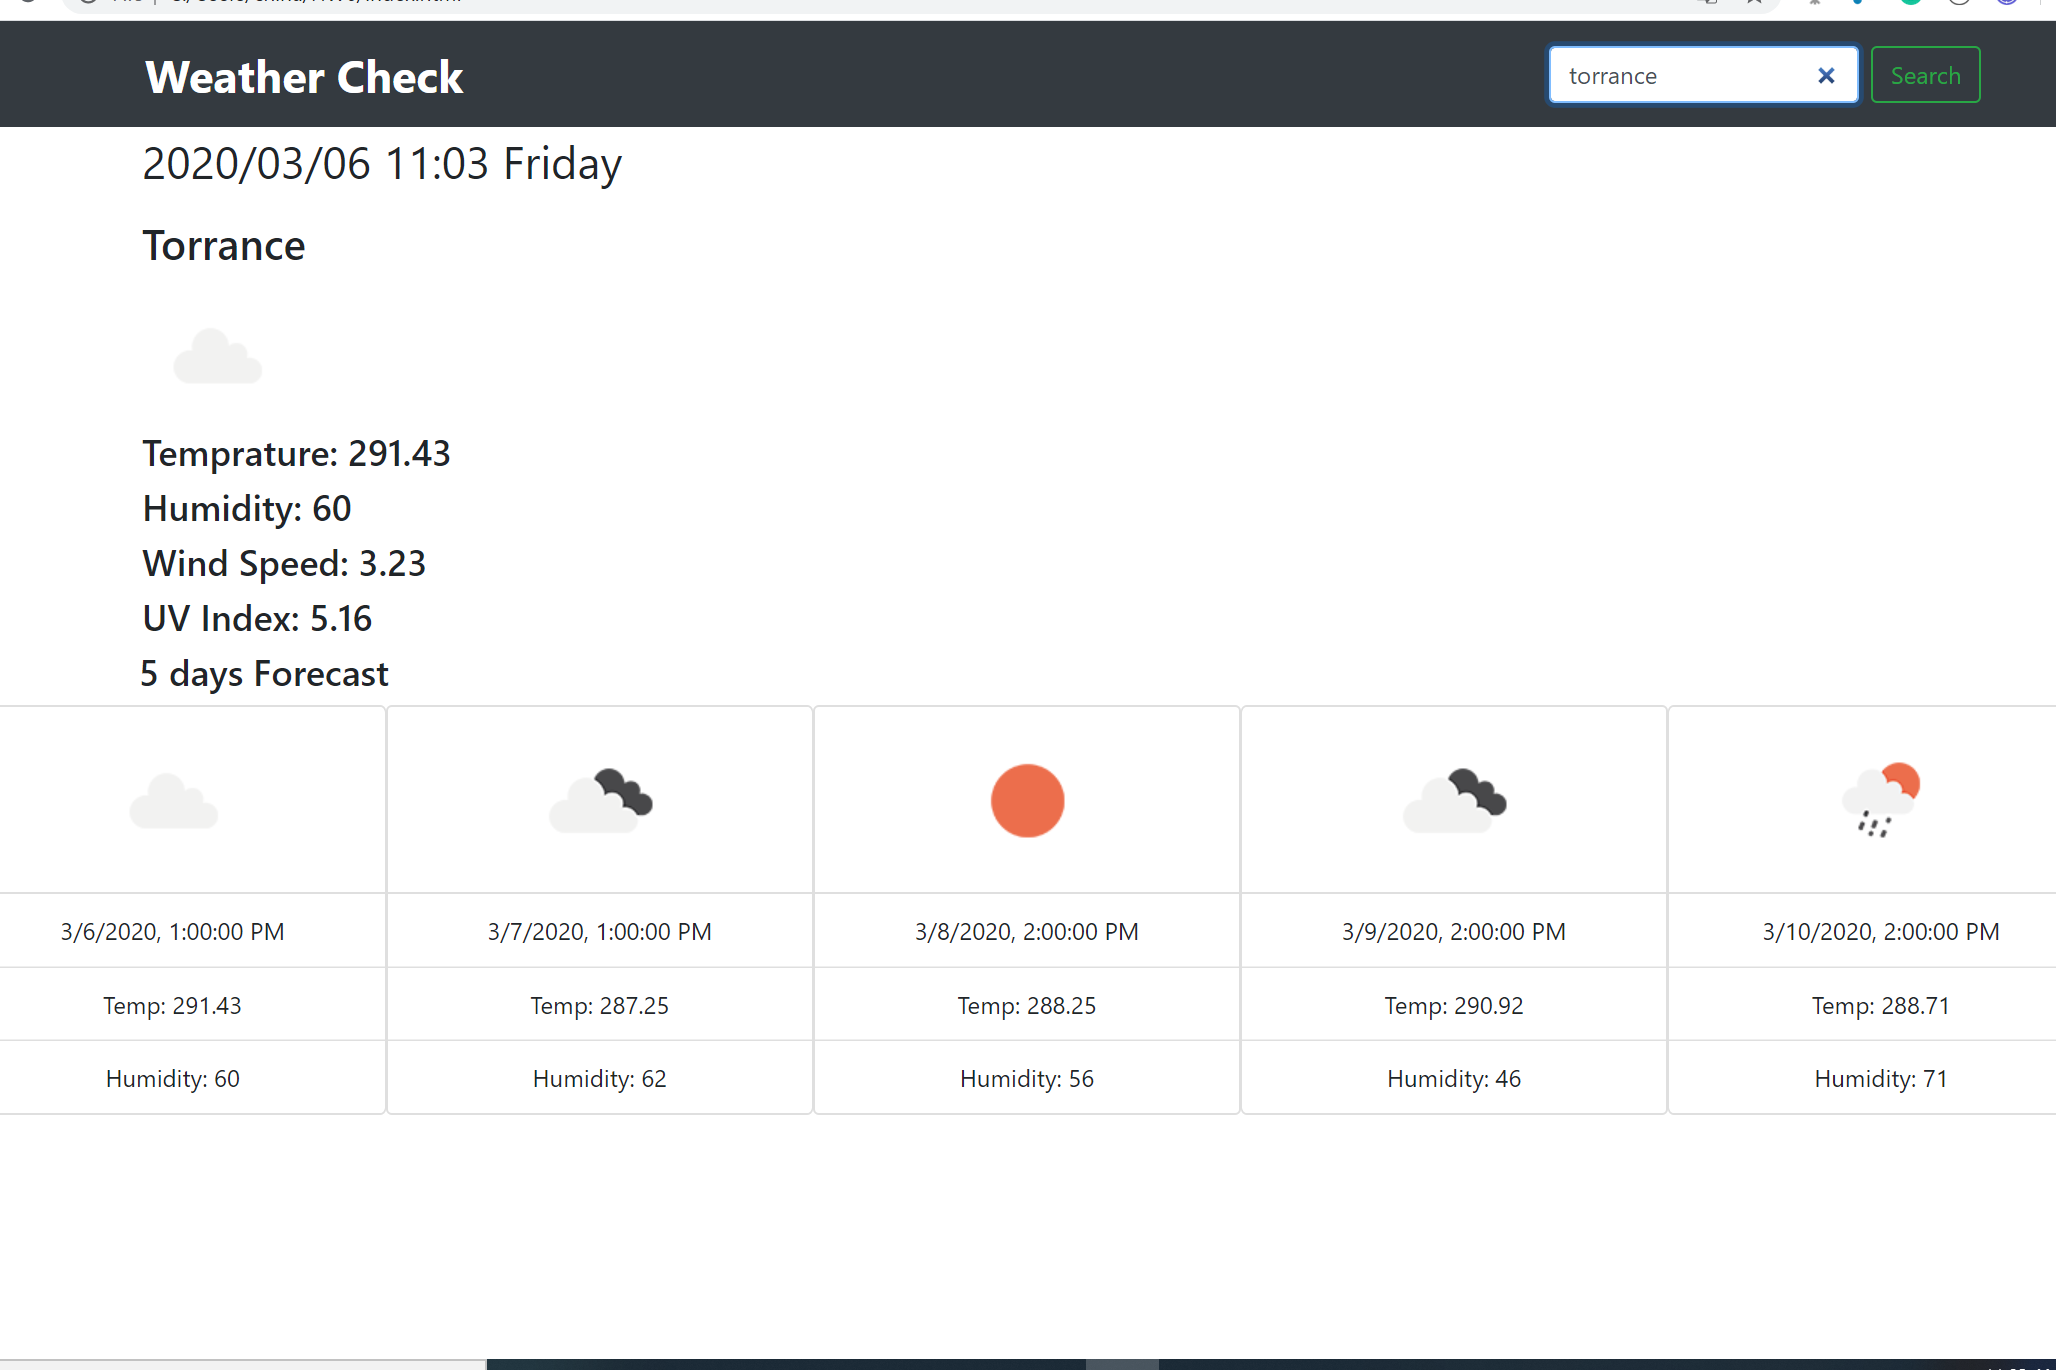 Weather Check
torrance
Search
2020/03/06 11:03 Friday
Torrance
Temprature: 291.43
Humidity: 60
Wind Speed: 3.23
UV Index: 5.16
5 days Forecast
3/6/2020, 1:00:00 PM
3/7/2020, 1:00:00 PM
3/8/2020, 2:00:00 PM
3/9/2020, 2:00:00 PM
3/10/2020, 2:00:00 PM
Temp: 291.43
Temp: 287.25
Temp: 288.25
Temp: 290.92
Temp: 288.71
Humidity: 60
Humidity: 62
Humidity: 56
Humidity: 46
Humidity: 71